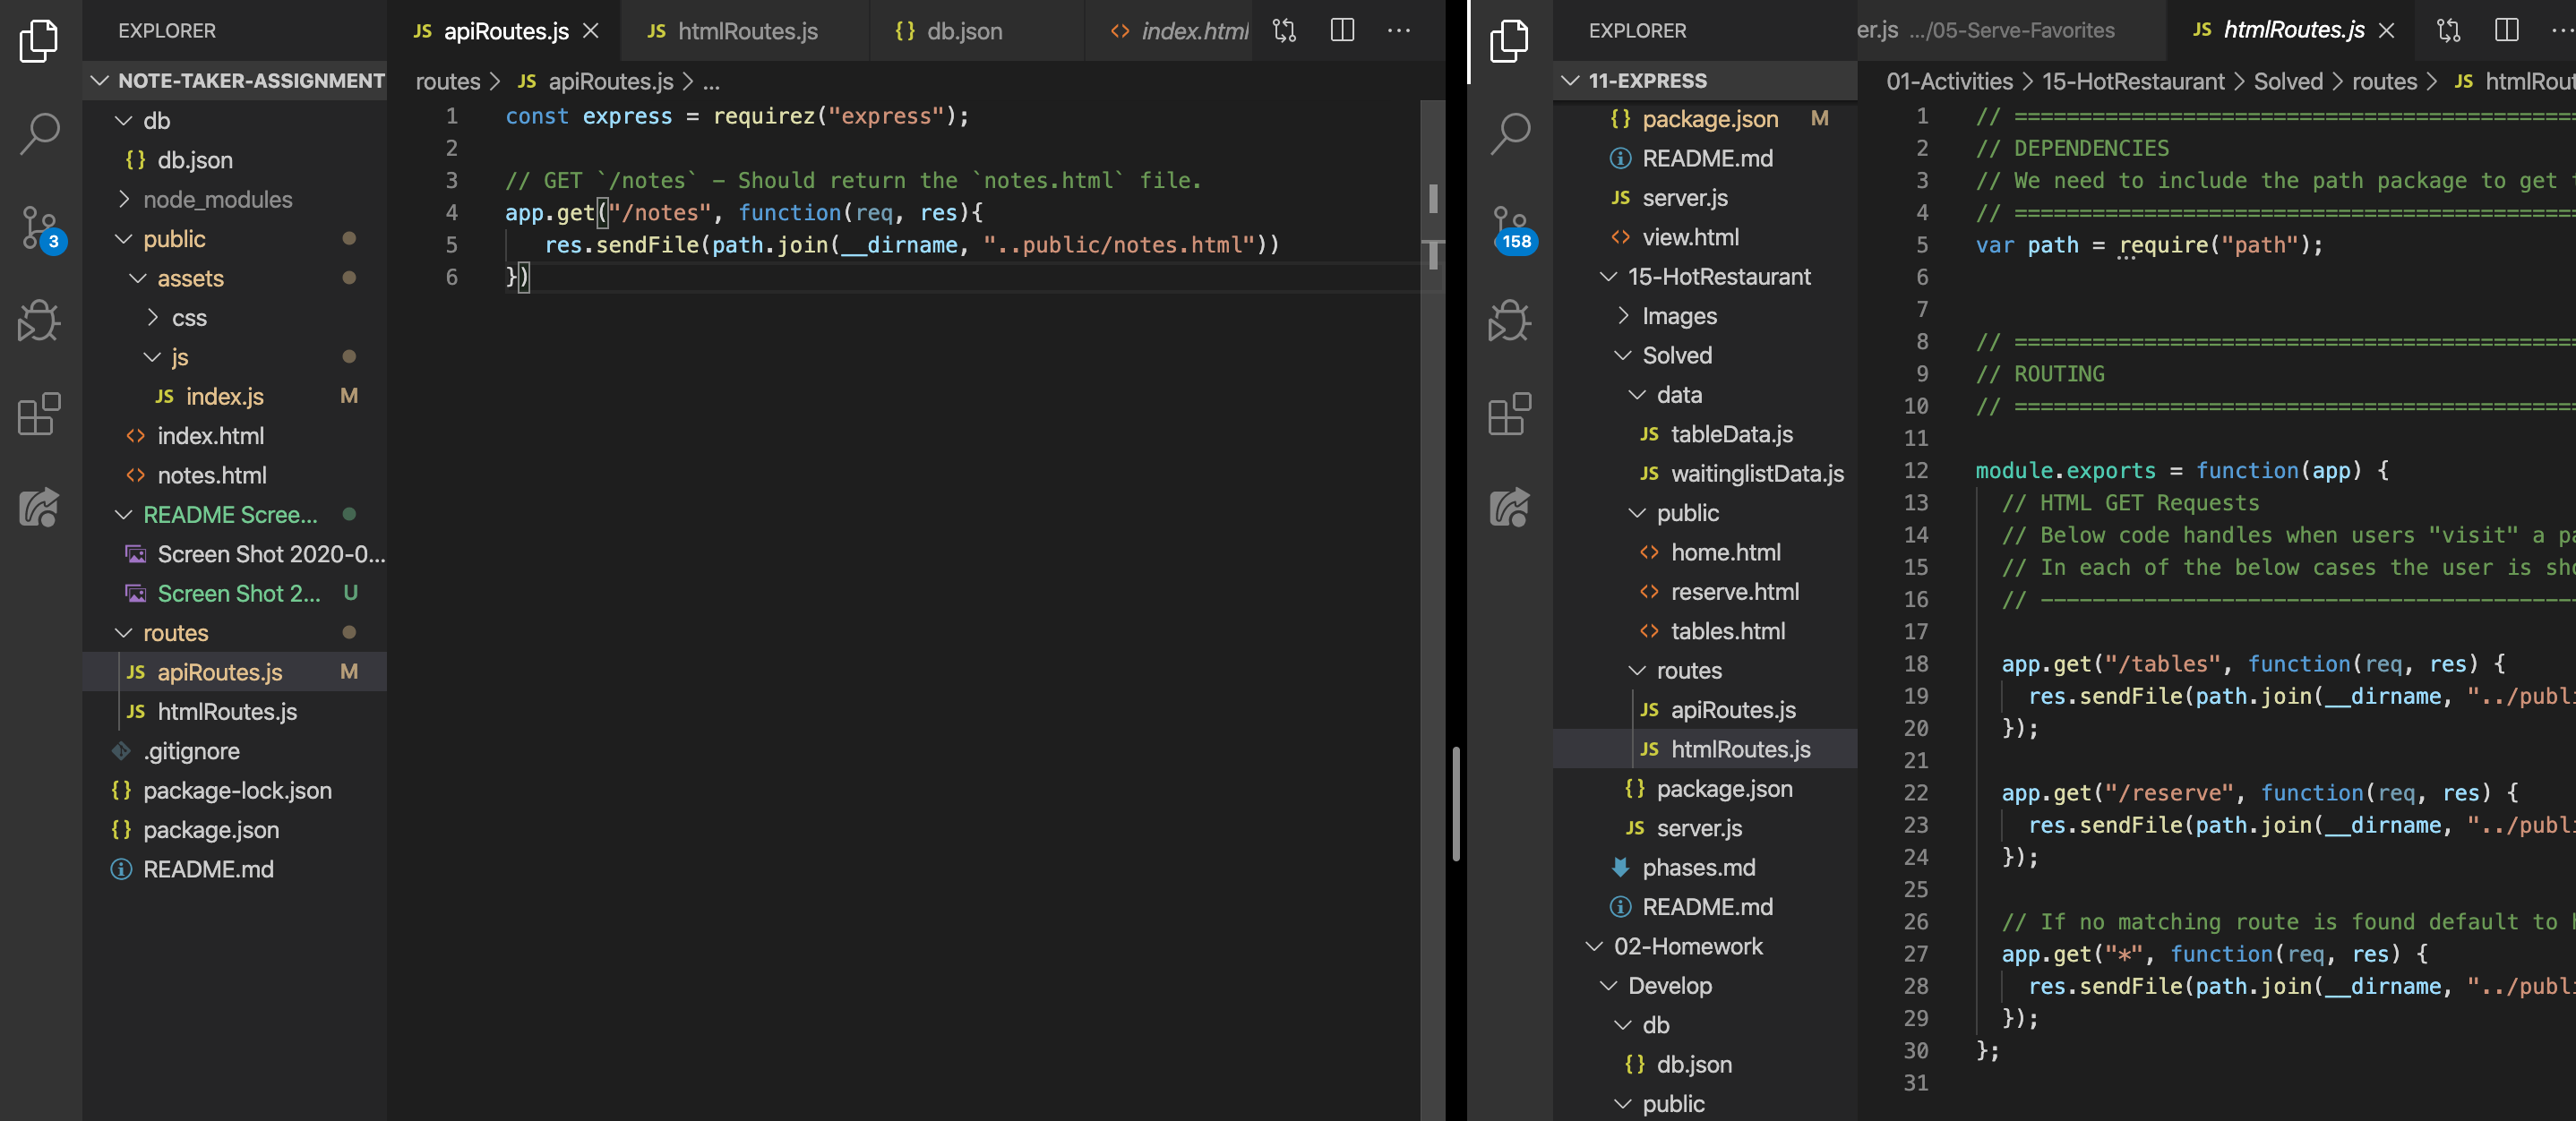 EXPLORER
NOTE-TAKER-ASSIGNMENT
db
{} db.json
node_modules
public
assets
css
js
JS index.js M
<> index.html
<> notes.html
README Scree...
Screen Shot 2020-0...
Screen Shot 2... U
routes
JS apiRoutes.js M
JS htmlRoutes.js
.gitignore
{} package-lock.json
{} package.json
README.md
3
JS apiRoutes.js
JS htmlRoutes.js
{} db.json
<> index.html
routes > JS apiRoutes.js > ...
1 const express = requirez("express");
2
3 // GET `/notes` - Should return the `notes.html` file.
4 app.get("/notes", function(req, res){
5 res.sendFile(path.join(__dirname, "..public/notes.html"))
6 })
EXPLORER
11-EXPRESS
{} package.json M
README.md
JS server.js
<> view.html
15-HotRestaurant
Images
Solved
data
JS tableData.js
JS waitinglistData.js
public
<> home.html
<> reserve.html
<> tables.html
routes
JS apiRoutes.js
JS htmlRoutes.js
{} package.json
JS server.js
phases.md
README.md
02-Homework
Develop
db
{} db.json
public
158
er.js .../05-Serve-Favorites
JS htmlRoutes.js
01-Activities > 15-HotRestaurant > Solved > routes > JS htmlRout
1 // ============================================
2 // DEPENDENCIES
3 // We need to include the path package to get t
4 // ============================================
5 var path = require("path");
6
7
8 // ============================================
9 // ROUTING
10 // ============================================
11
12 module.exports = function(app) {
13 // HTML GET Requests
14 // Below code handles when users "visit" a pa
15 // In each of the below cases the user is sho
16 // ------------------------------------------
17
18 app.get("/tables", function(req, res) {
19 res.sendFile(path.join(__dirname, "../publi
20 });
21
22 app.get("/reserve", function(req, res) {
23 res.sendFile(path.join(__dirname, "../publi
24 });
25
26 // If no matching route is found default to h
27 app.get("*", function(req, res) {
28 res.sendFile(path.join(__dirname, "../publi
29 });
30 };
31